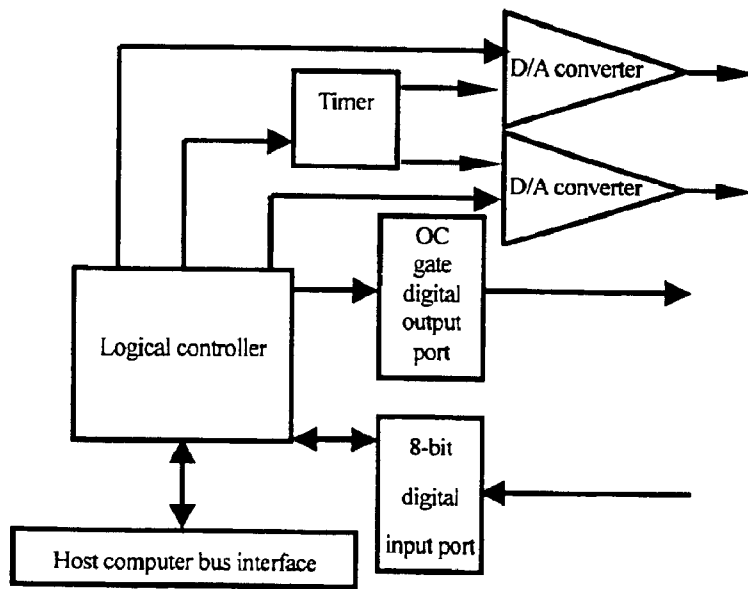 D/A converter
Timer
D/A converter
OC
gate
digital
output
port
Logical controller
8-bit
digital
input port
Host computer bus interface